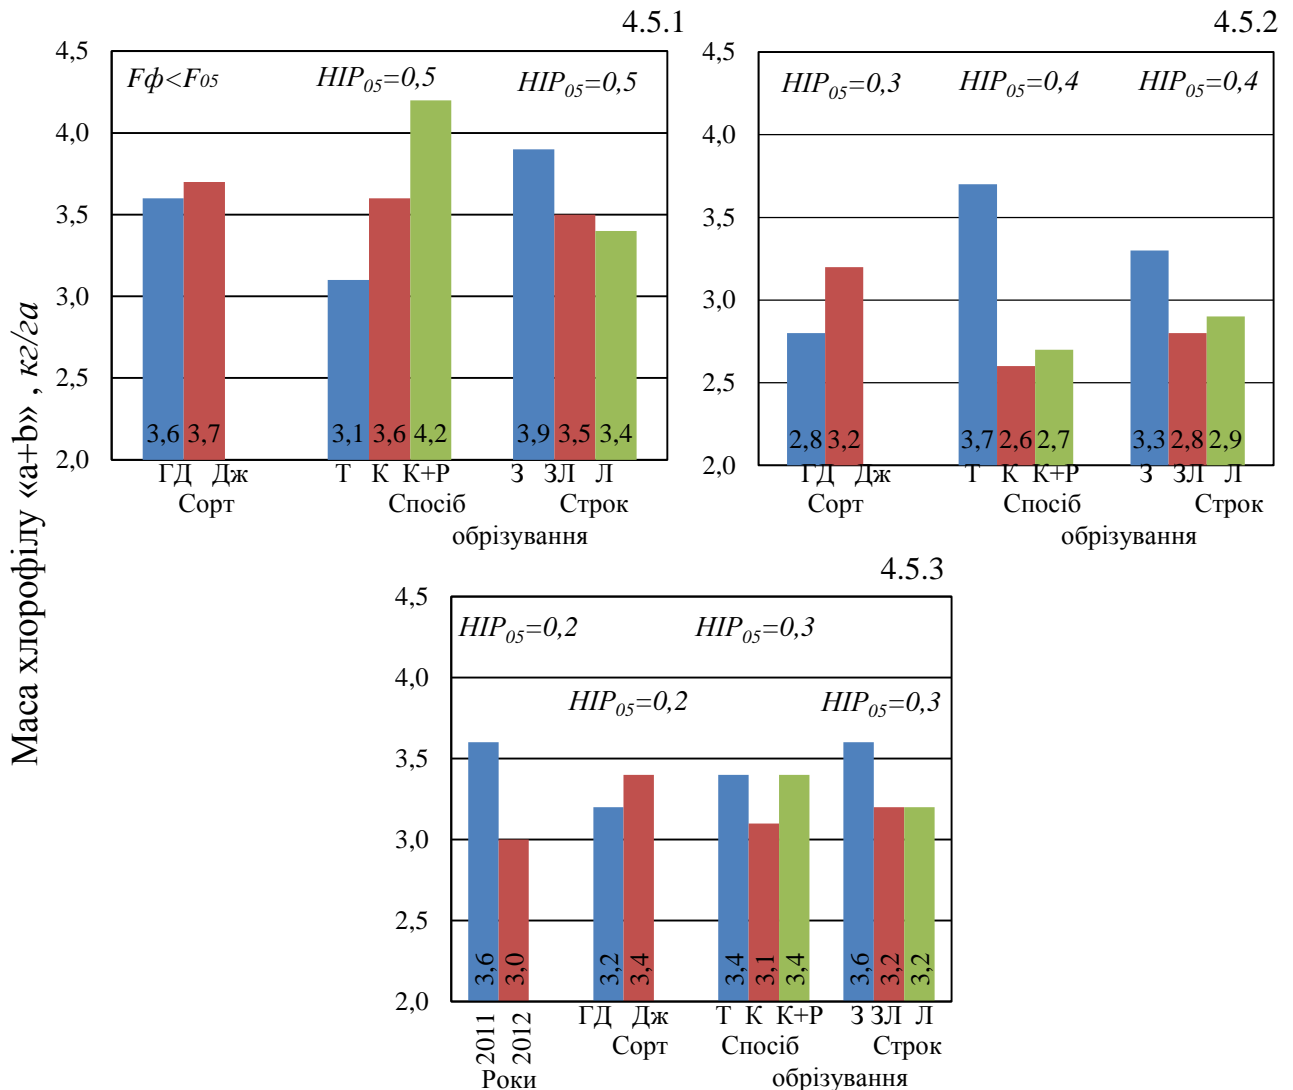 Маса хлорофілу «a+b» , кг/га
4.5.1
4,5
4,0
3,5
3,0
2,5
2,0
Fф<F05
НІР05=0,5
НІР05=0,5
3,6 3,7
3,1 3,6 4,2
3,9 3,5 3,4
ГД Дж
Т К К+Р
З ЗЛ Л
Сорт
Спосіб
Строк
обрізування
4.5.2
4,5
4,0
3,5
3,0
2,5
2,0
НІР05=0,3
НІР05=0,4
НІР05=0,4
2,8 3,2
3,7 2,6 2,7
3,3 2,8 2,9
ГД Дж
Т К К+Р
З ЗЛ Л
Сорт
Спосіб
Строк
обрізування
4.5.3
4,5
4,0
3,5
3,0
2,5
2,0
НІР05=0,2
НІР05=0,3
НІР05=0,2
НІР05=0,3
3,6 3,0
3,2 3,4
3,4 3,1 3,4
3,6 3,2 3,2
2011 2012
ГД Дж
Т К К+Р
З ЗЛ Л
Роки
Сорт
Спосіб
Строк
обрізування